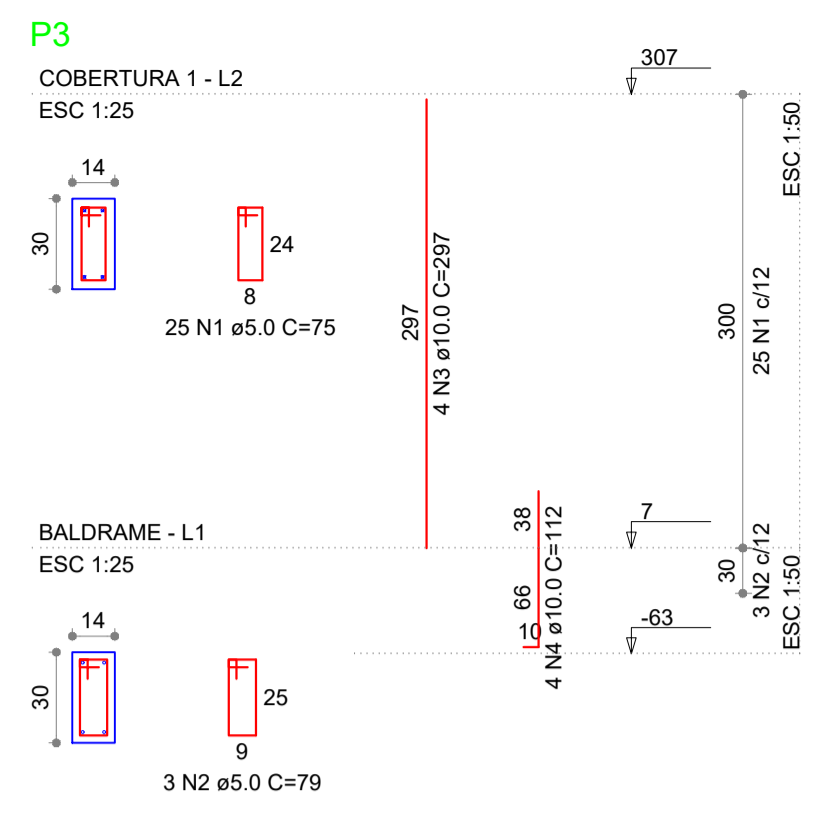 P3
COBERTURA 1 - L2
ESC 1:25
307
ESC 1:50
14
30
24
8
25 N1 ø5.0 C=75
297
4 N3 ø10.0 C=297
300
25 N1 c/12
BALDRAME - L1
ESC 1:25
7
38
66
10
4 N4 ø10.0 C=112
30
3 N2 c/12
ESC 1:50
-63
14
30
25
9
3 N2 ø5.0 C=79